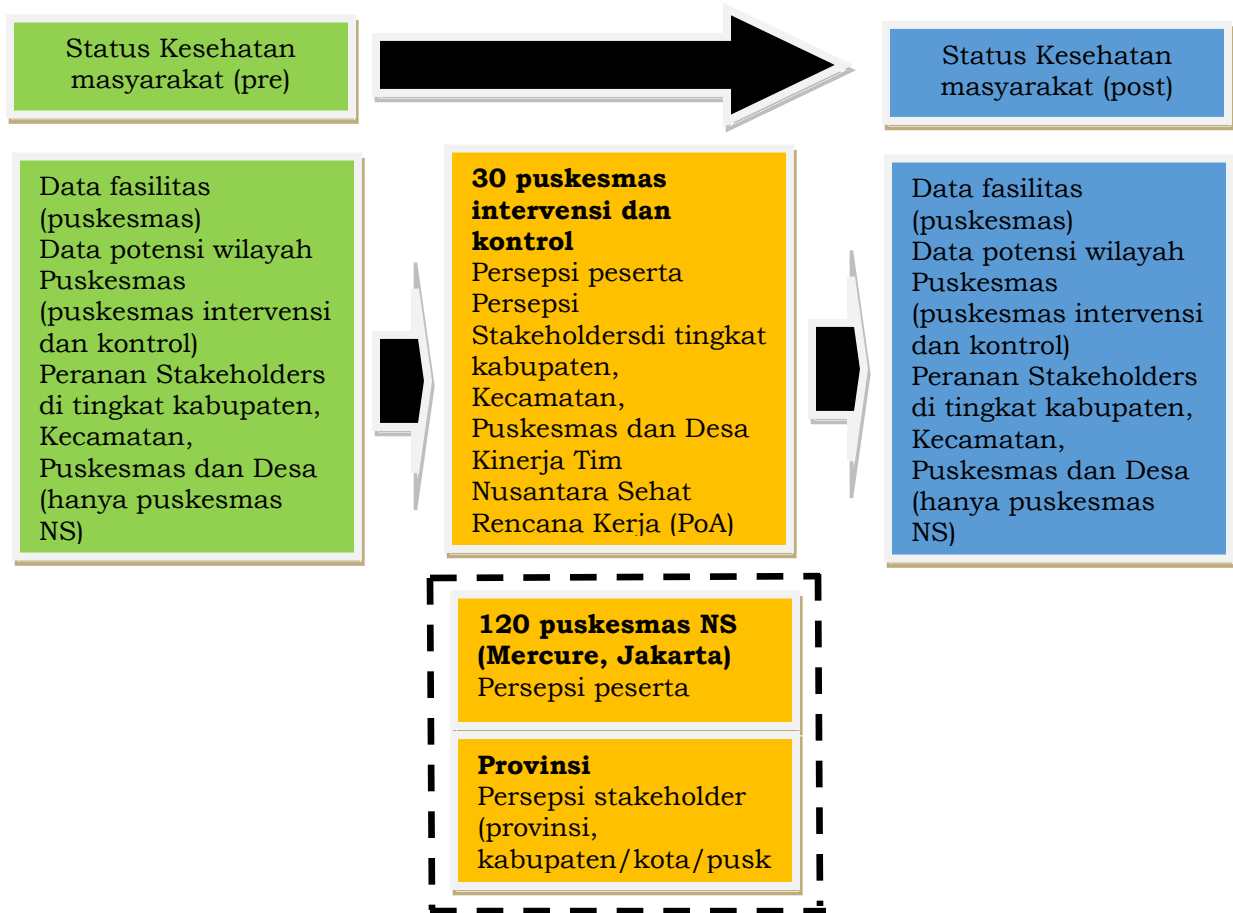 Status Kesehatan
masyarakat (pre)
Status Kesehatan
masyarakat (post)
Data fasilitas
(puskesmas)
Data potensi wilayah
Puskesmas
(puskesmas intervensi
dan kontrol)
Peranan Stakeholders
di tingkat kabupaten,
Kecamatan,
Puskesmas dan Desa
(hanya puskesmas
NS)
30 puskesmas
intervensi dan
kontrol
Persepsi peserta
Persepsi
Stakeholdersdi tingkat
kabupaten,
Kecamatan,
Puskesmas dan Desa
Kinerja Tim
Nusantara Sehat
Rencana Kerja (PoA)
Data fasilitas
(puskesmas)
Data potensi wilayah
Puskesmas
(puskesmas intervensi
dan kontrol)
Peranan Stakeholders
di tingkat kabupaten,
Kecamatan,
Puskesmas dan Desa
(hanya puskesmas
NS)
120 puskesmas NS
(Mercure, Jakarta)
Persepsi peserta
Provinsi
Persepsi stakeholder
(provinsi,
kabupaten/kota/pusk